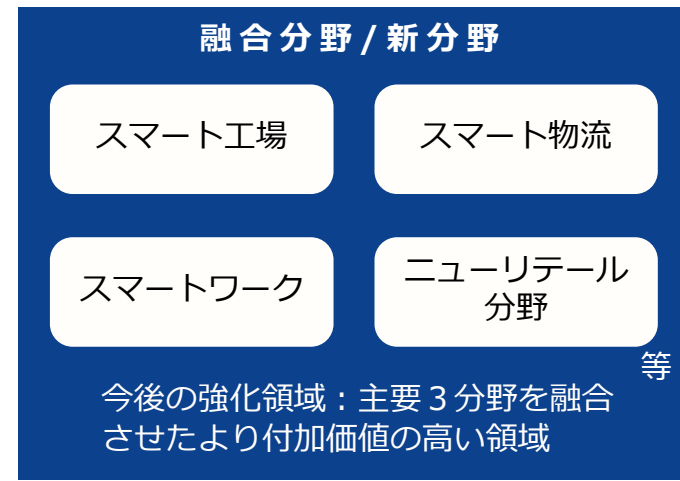 融合分野/新分野
スマート工場
スマート物流
スマートワーク
ニューリテール
分野
等
今後の強化領域：主要３分野を融合
させたより付加価値の高い領域